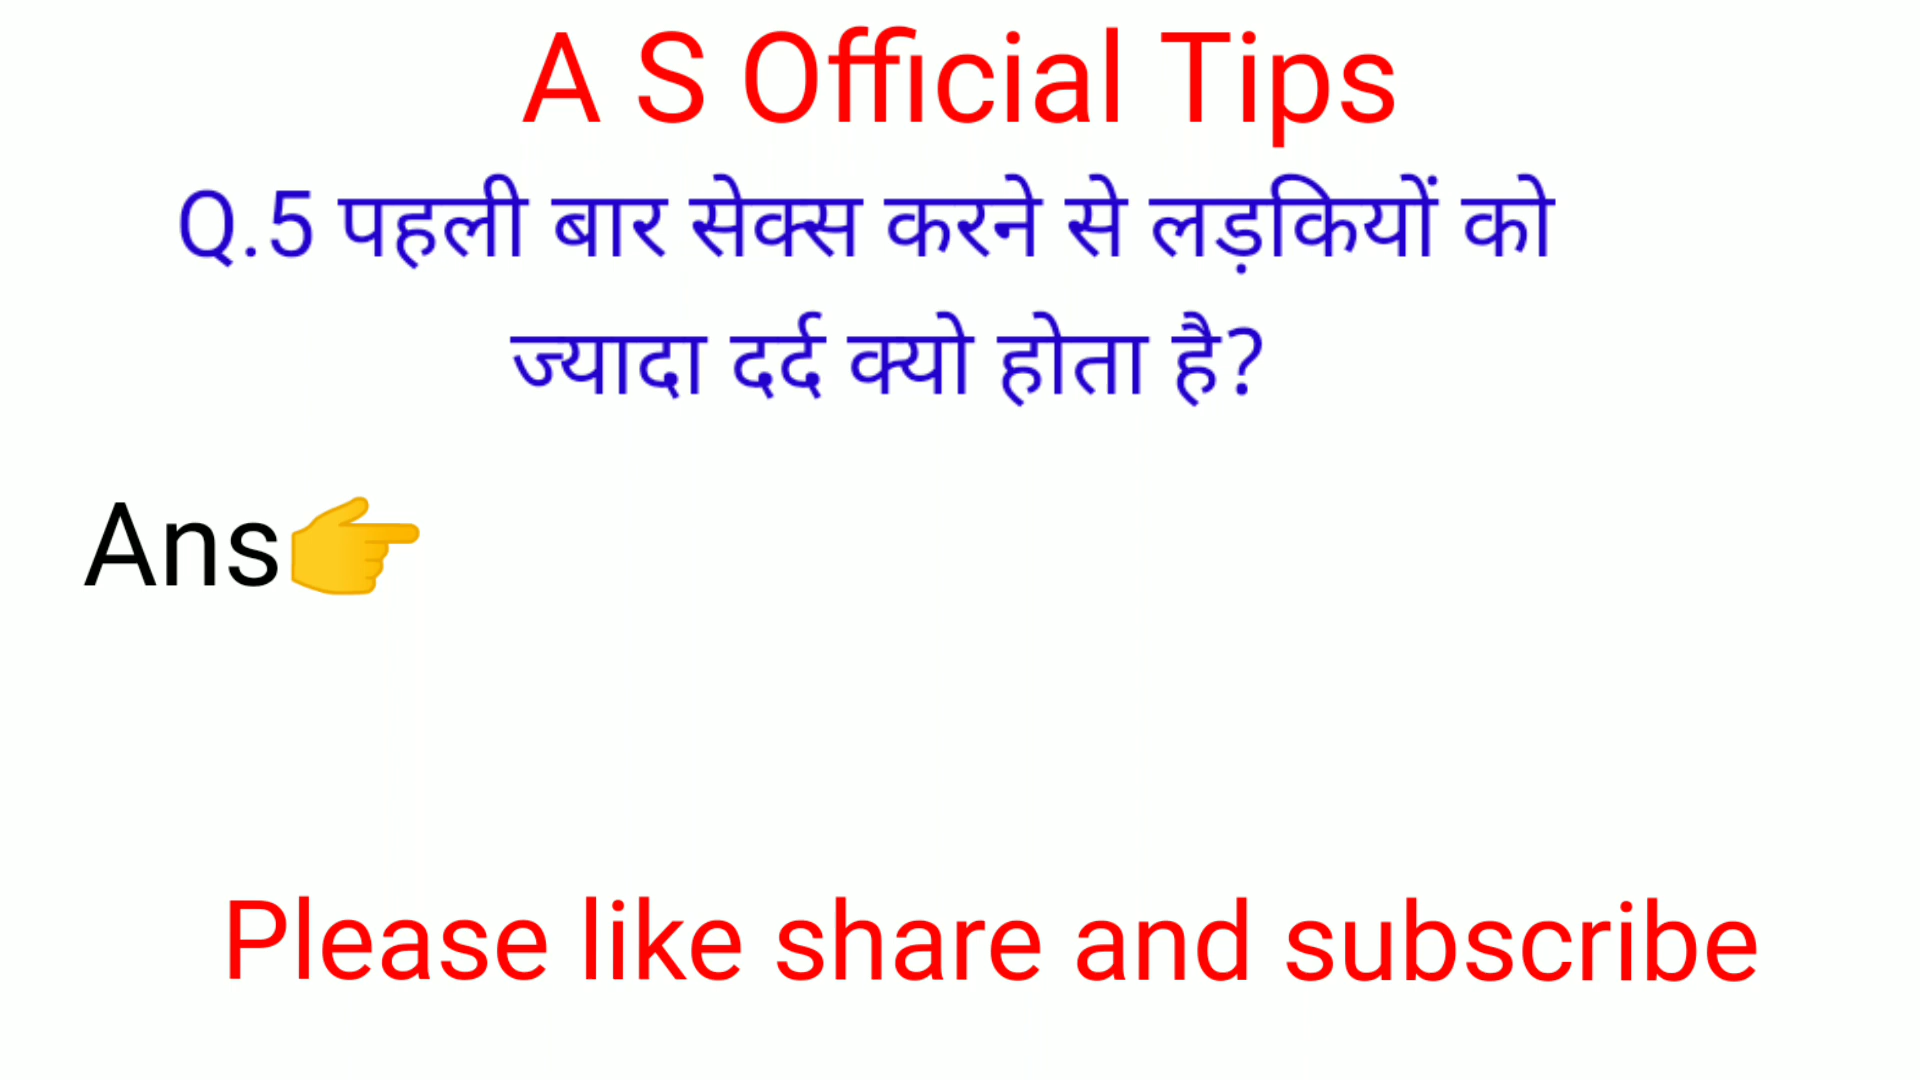 A S Official Tips
Q.5 पहली बार सेक्स करने से लड़कियों को
ज्यादा दर्द क्यो होता है?
Ans👉
Please like share and subscribe